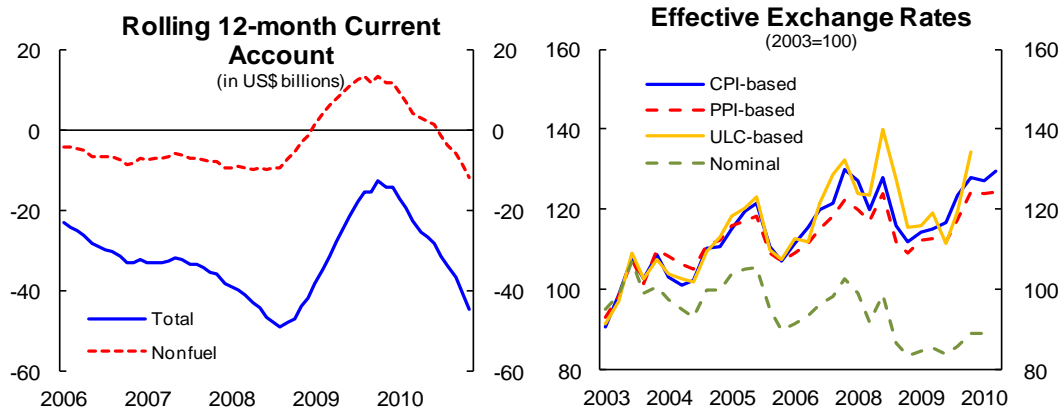 Rolling 12-month Current
Account
(in US$ billions)
20
0
-20
-40
-60
20
0
-20
-40
-60
Total
Nonfuel
2006 2007 2008 2009 2010
Effective Exchange Rates
(2003=100)
160
140
120
100
80
160
140
120
100
80
CPI-based
PPI-based
ULC-based
Nominal
2003 2004 2005 2006 2008 2009 2010